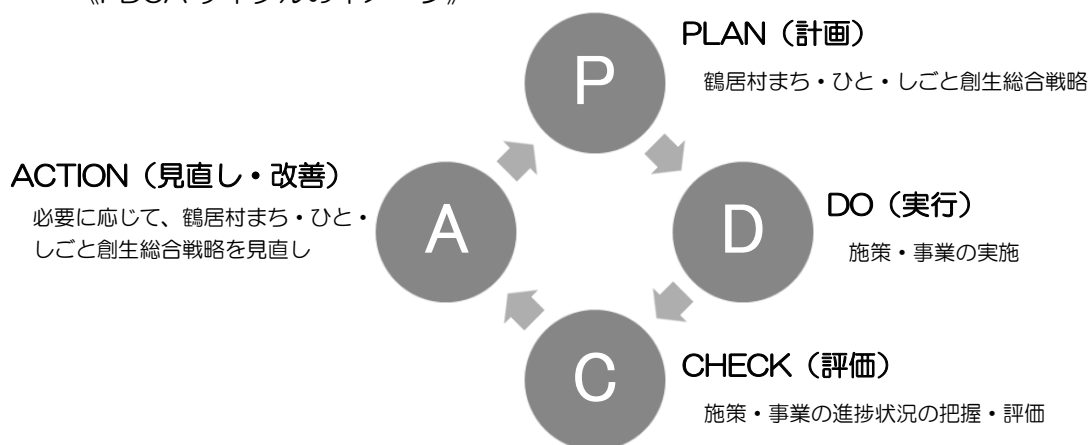 《PDCAサイクルのイメージ》
P
PLAN（計画）
鶴居村まち・ひと・しごと創生総合戦略
ACTION（見直し・改善）
必要に応じて、鶴居村まち・ひと・
しごと創生総合戦略を見直し
A
D
DO（実行）
施策・事業の実施
C
CHECK（評価）
施策・事業の進捗状況の把握・評価